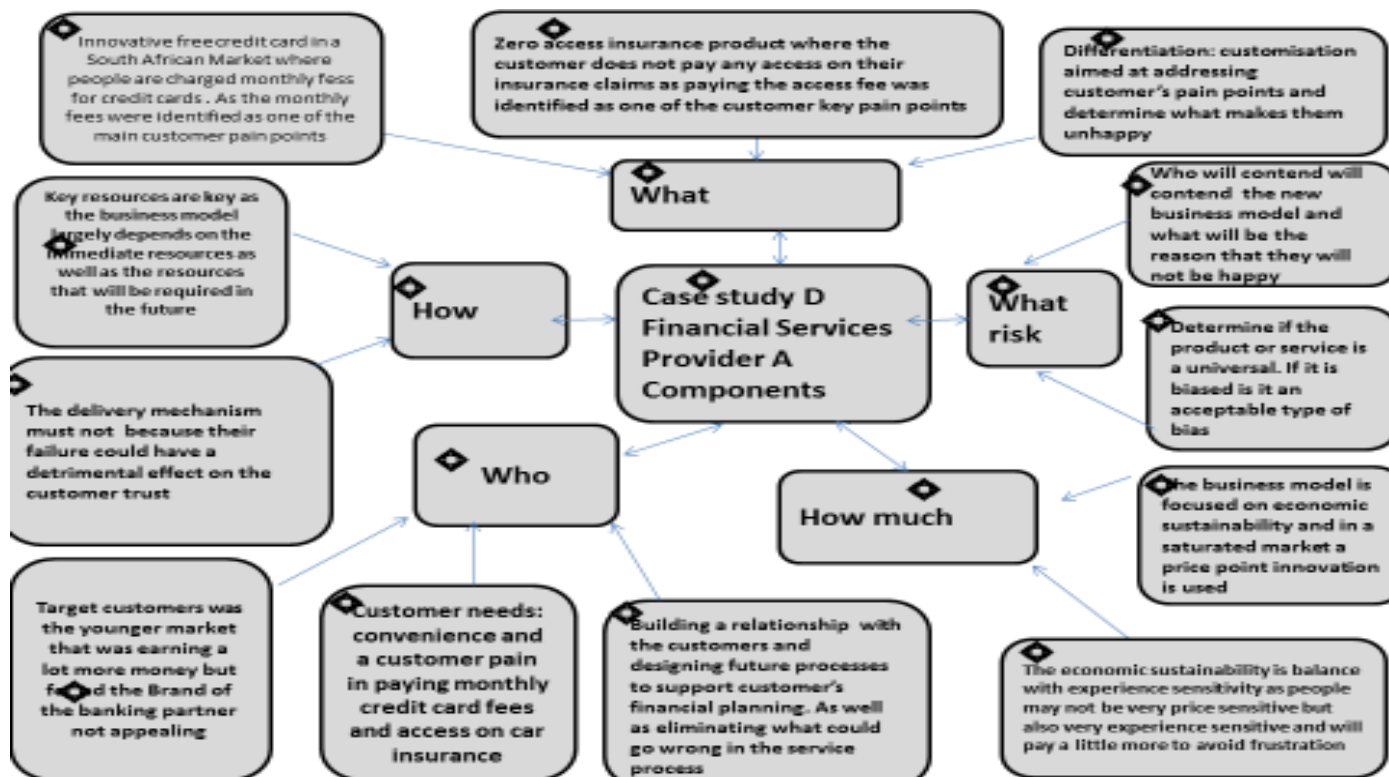 Innovative free credit card in a
South African Market where
people are charged monthly fess
for credit cards . As the monthly
fees were identified as one of the
main customer pain points
Zero access insurance product where the
customer does not pay any access on their
insurance claims as paying the access fee was
identified as one of the customer key pain points
Differentiation: customisation
aimed at addressing
customer's pain points and
determine what makes them
unhappy
What
Key resources are key as
the business model
largely depends on the
immediate resources as
well as the resources
that will be required in
the future
How
Case study D
Financial Services
Provider A
Components
What
risk
Who will contend will
contend the new
business model and
what will be the
reason that they will
not be happy
Determine if the
product or service is
a universal. If it is
biased is it an
acceptable type of
bias
The delivery mechanism
must not because their
failure could have a
detrimental effect on the
customer trust
Who
How much
The business model is
focused on economic
sustainability and in a
saturated market a
price point innovation
is used
Target customers was
the younger market
that was earning a
lot more money but
found the Brand of
the banking partner
not appealing
Customer needs:
convenience and
a customer pain
in paying monthly
credit card fees
and access on car
insurance
Building a relationship with
the customers and
designing future processes
to support customer's
financial planning. As well
as eliminating what could
go wrong in the service
process
The economic sustainability is balance
with experience sensitivity as people
may not be very price sensitive but
also very experience sensitive and will
pay a little more to avoid frustration